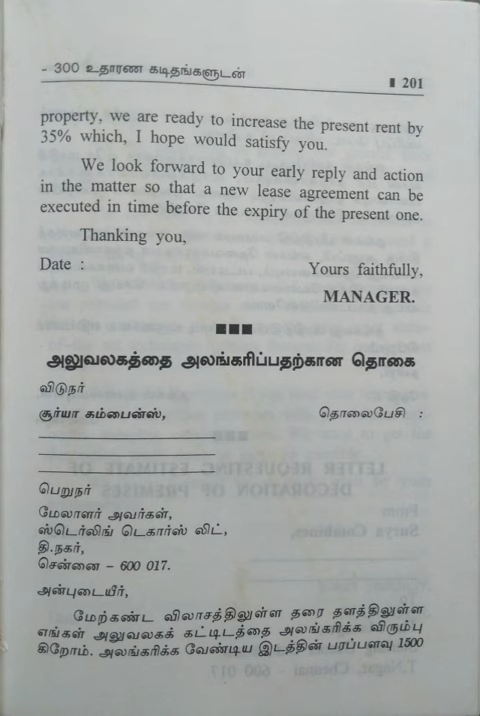 - 300 உதாரண கடிதங்களுடன்
201
property, we are ready to increase the present rent by
35% which, I hope would satisfy you.
We look forward to your early reply and action
in the matter so that a new lease agreement can be
executed in time before the expiry of the present one.
Thanking you,
Date :
Yours faithfully,
MANAGER.
அலுவலகத்தை அலங்கரிப்பதற்கான தொகை
விடுநர்
சூர்யா கம்பைன்ஸ், தொலைபேசி :
பெறுநர்
மேலாளர் அவர்கள்,
ஸ்டெர்லிங் டெகார்ஸ் லிட்,
தி.நகர்,
சென்னை – 600 017.
அன்புடையீர்,
மேற்கண்ட விலாசத்திலுள்ள தரை தளத்திலுள்ள
எங்கள் அலுவலகக் கட்டிடத்தை அலங்கரிக்க விரும்பு
கிறோம். அலங்கரிக்க வேண்டிய இடத்தின் பரப்பளவு 1500